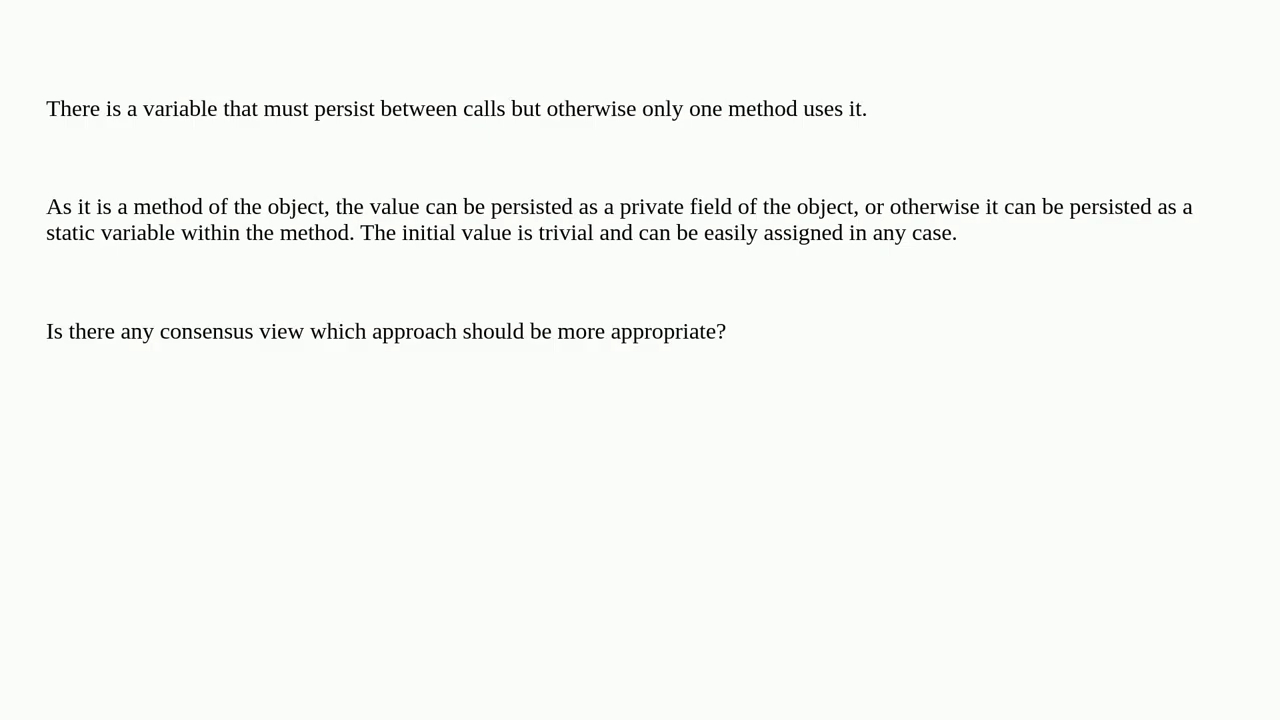 There is a variable that must persist between calls but otherwise only one method uses it.
As it is a method of the object, the value can be persisted as a private field of the object, or otherwise it can be persisted as a
static variable within the method. The initial value is trivial and can be easily assigned in any case.
Is there any consensus view which approach should be more appropriate?